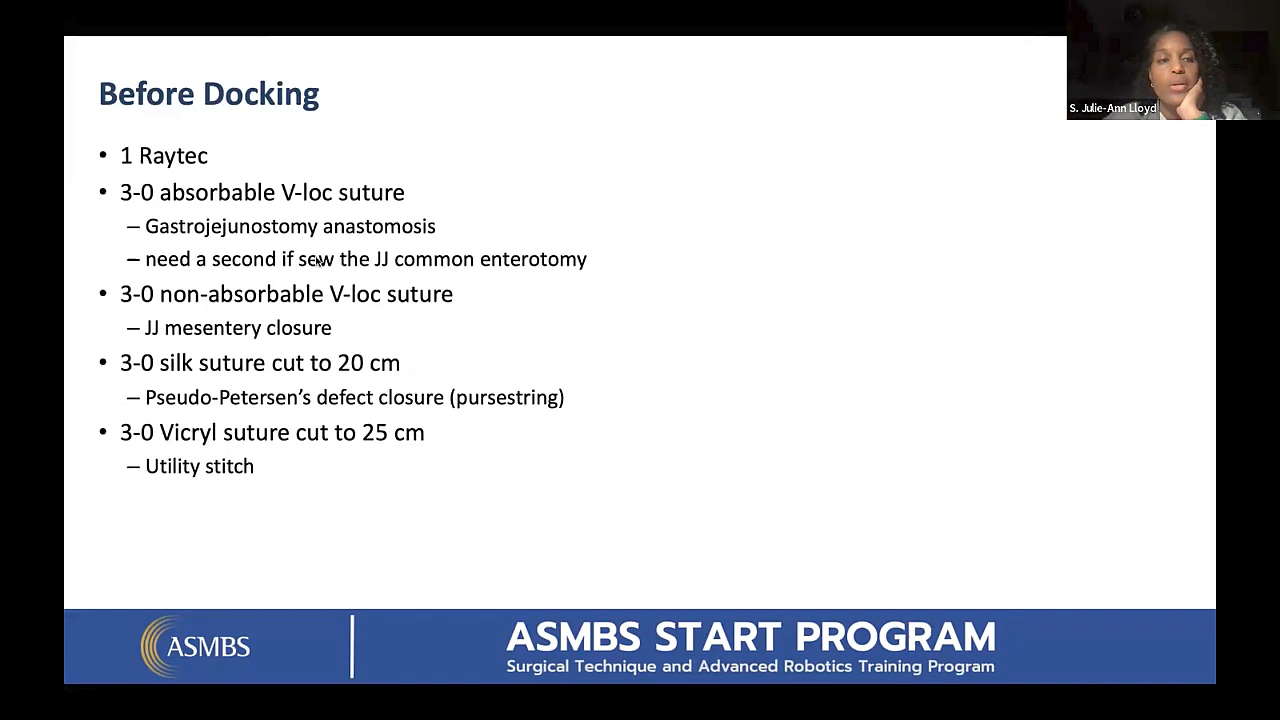 Before Docking
S. Julie-Ann Lloyd
• 1 Raytec
• 3-0 absorbable V-loc suture
– Gastrojejunostomy anastomosis
– need a second if sew the JJ common enterotomy
• 3-0 non-absorbable V-loc suture
– JJ mesentery closure
• 3-0 silk suture cut to 20 cm
– Pseudo-Petersen’s defect closure (pursestring)
• 3-0 Vicryl suture cut to 25 cm
– Utility stitch
ASMBS
ASMBS START PROGRAM
Surgical Technique and Advanced Robotics Training Program